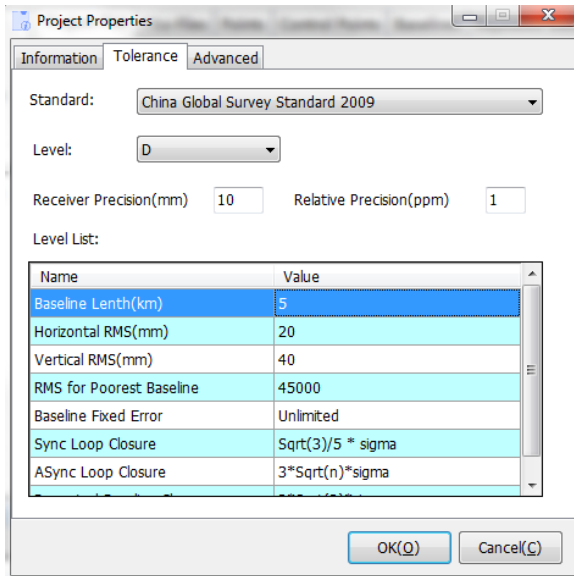 Project Properties
Information Tolerance Advanced
Standard: China Global Survey Standard 2009
Level: D
Receiver Precision(mm) 10 Relative Precision(ppm) 1
Level List:
Name Value
Baseline Lenth(km) 5
Horizontal RMS(mm) 20
Vertical RMS(mm) 40
RMS for Poorest Baseline 45000
Baseline Fixed Error Unlimited
Sync Loop Closure Sqrt(3)/5 * sigma
ASync Loop Closure 3*Sqrt(n)*sigma
OK(O) Cancel(C)